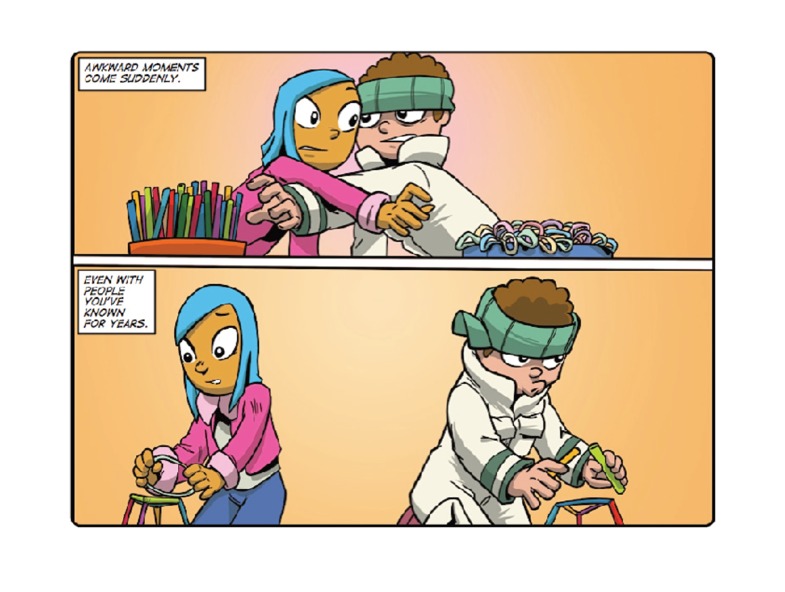 AWKWARD MOMENTS
COME SUDDENLY.
EVEN WITH
PEOPLE
YOU'VE
KNOWN
FOR YEARS.